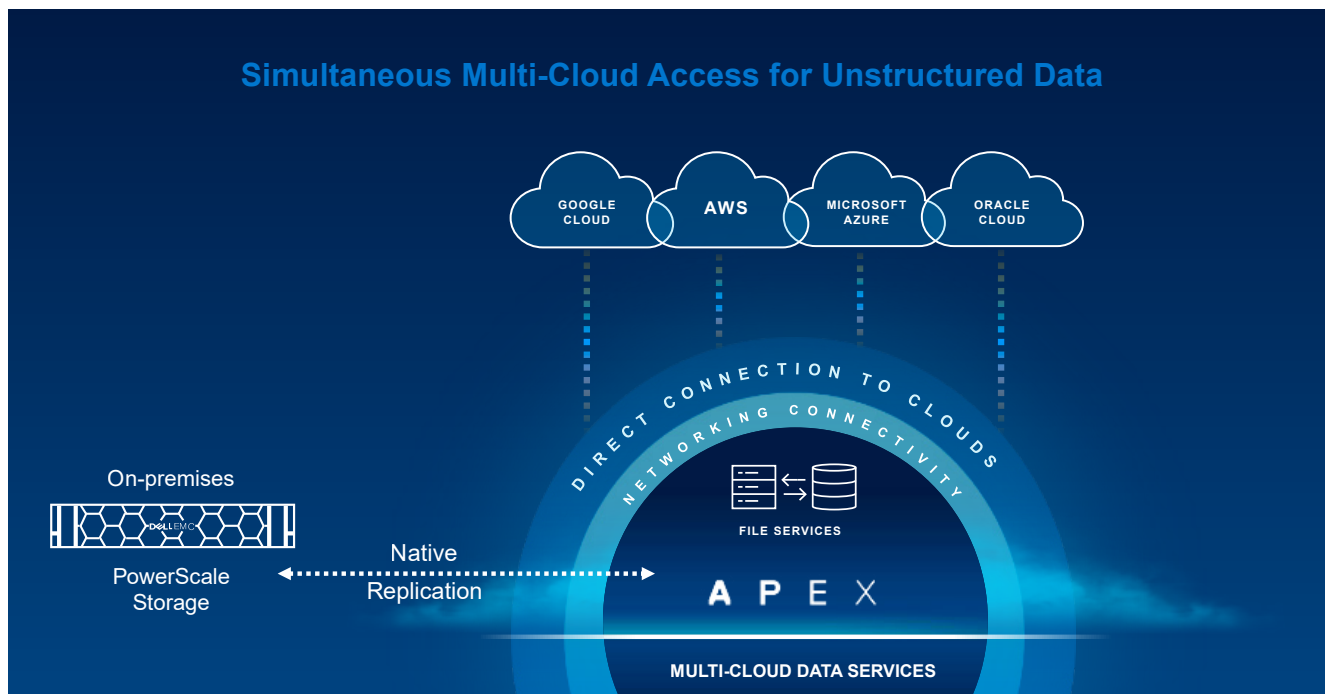 Simultaneous Multi-Cloud Access for Unstructured Data
GOOGLE
CLOUD
AWS
MICROSOFT
AZURE
ORACLE
CLOUD
DIRECT CONNECTION TO CLOUDS
NETWORKING CONNECTIVITY
FILE SERVICES
On-premises
DELLEMC
PowerScale
Storage
Native
Replication
APEX
MULTI-CLOUD DATA SERVICES